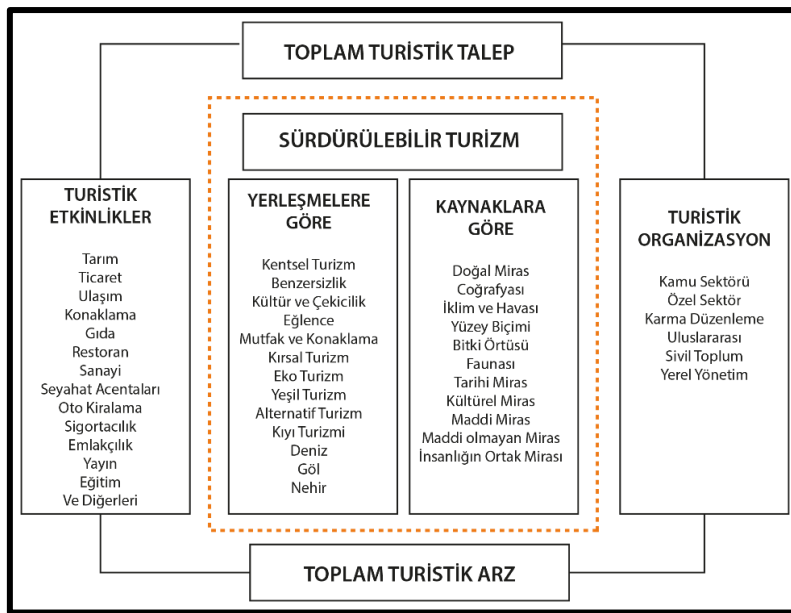 TOPLAM TURİSTİK TALEP
SÜRDÜRÜLEBİLİR TURİZM
TURİSTİK
ETKİNLİKLER
Tarım
Ticaret
Ulaşım
Konaklama
Gıda
Restoran
Sanayi
Seyahat Acentaları
Oto Kiralama
Sigortacılık
Emlakçılık
Yayın
Eğitim
Ve Diğerleri
YERLEŞMELERE
GÖRE
Kentsel Turizm
Benzersizlik
Kültür ve Çekicilik
Eğlence
Mutfak ve Konaklama
Kırsal Turizm
Eko Turizm
Yeşil Turizm
Alternatif Turizm
Kıyı Turizmi
Deniz
Göl
Nehir
KAYNAKLARA
GÖRE
Doğal Miras
Coğrafyası
İklim ve Havası
Yüzey Biçimi
Bitki Örtüsü
Faunası
Tarihi Miras
Kültürel Miras
Maddi Miras
Maddi olmayan Miras
İnsanlığın Ortak Mirası
TURİSTİK
ORGANİZASYON
Kamu Sektörü
Özel Sektör
Karma Düzenleme
Uluslararası
Sivil Toplum
Yerel Yönetim
TOPLAM TURİSTİK ARZ